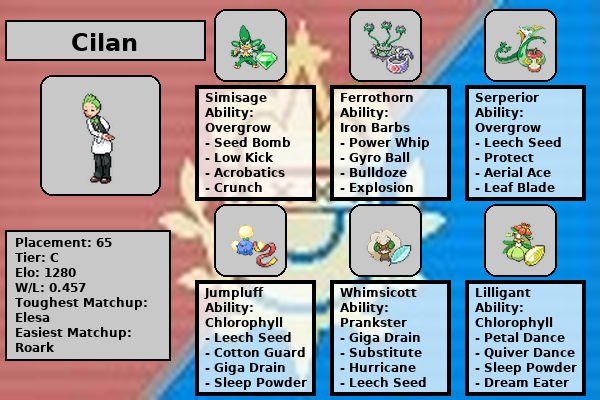 Cilan
Placement: 65
Tier: C
Elo: 1280
W/L: 0.457
Toughest Matchup:
Elesa
Easiest Matchup:
Roark
Simisage
Ability:
Overgrow
- Seed Bomb
- Low Kick
- Acrobatics
- Crunch
Ferrothorn
Ability:
Iron Barbs
- Power Whip
- Gyro Ball
- Bulldoze
- Explosion
Serperior
Ability:
Overgrow
- Leech Seed
- Protect
- Aerial Ace
- Leaf Blade
Jumpluff
Ability:
Chlorophyll
- Leech Seed
- Cotton Guard
- Giga Drain
- Sleep Powder
Whimsicott
Ability:
Prankster
- Giga Drain
- Substitute
- Hurricane
- Leech Seed
Lilligant
Ability:
Chlorophyll
- Petal Dance
- Quiver Dance
- Sleep Powder
- Dream Eater